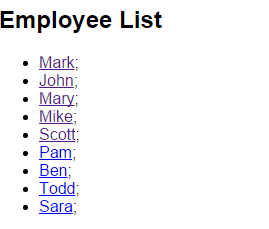 Employee List
Mark;
John;
Mary;
Mike;
Scott;
Pam;
Ben;
Todd;
Sara;